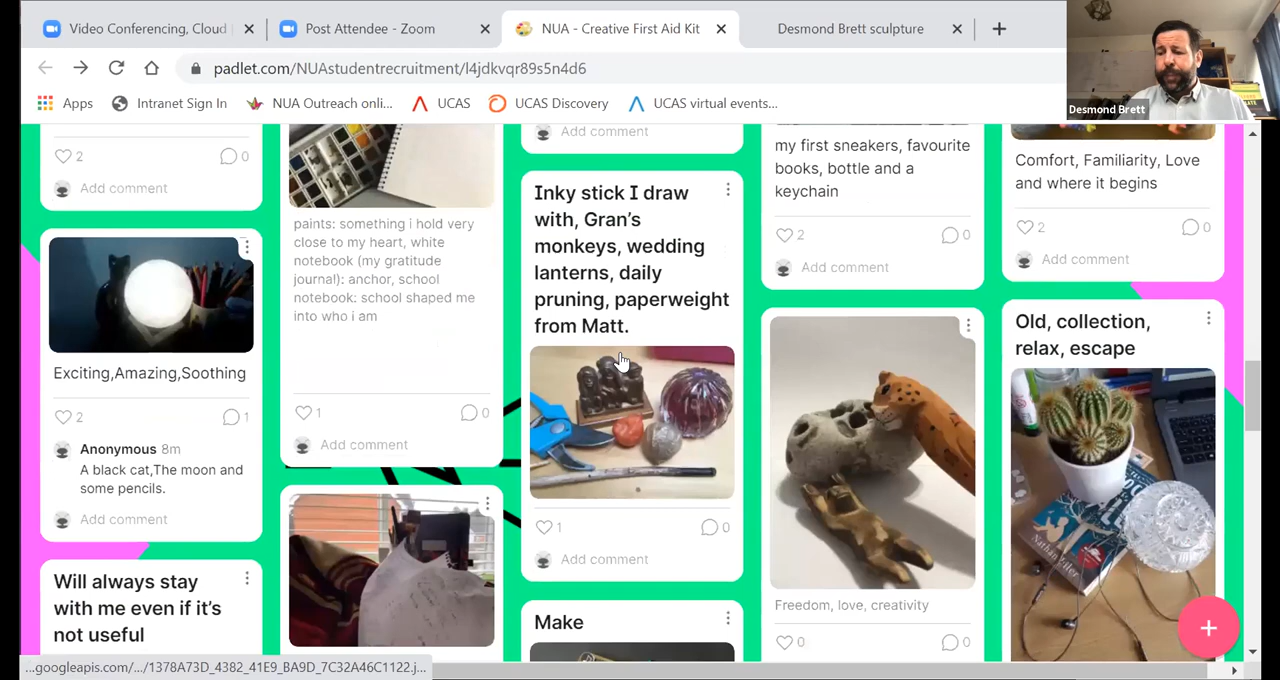 Video Conferencing, Cloud
Post Attendee - Zoom
NUA - Creative First Aid Kit
Desmond Brett sculpture
padlet.com/NUAstudentrecruitment/l4jdkvqr89s5n4d6
Desmond Brett
Apps
Intranet Sign In
NUA Outreach onli...
UCAS
UCAS Discovery
UCAS virtual events...
2
0
Add comment
Exciting,Amazing,Soothing
2
1
Anonymous 8m
A black cat,The moon and
some pencils.
Add comment
Will always stay
with me even if it's
not useful
paints: something i hold very
close to my heart, white
notebook (my gratitude
journal!): anchor, school
notebook: school shaped me
into who i am
1
0
Add comment
Add comment
Inky stick I draw
with, Gran's
monkeys, wedding
lanterns, daily
pruning, paperweight
from Matt.
1
0
Add comment
Make
my first sneakers, favourite
books, bottle and a
keychain
2
0
Add comment
Freedom, love, creativity
0
0
Comfort, Familiarity, Love
and where it begins
2
0
Add comment
Old, collection,
relax, escape
...googleapis.com/.../1378A73D_4382_41E9_BA9D_7C32A46C1122.j...